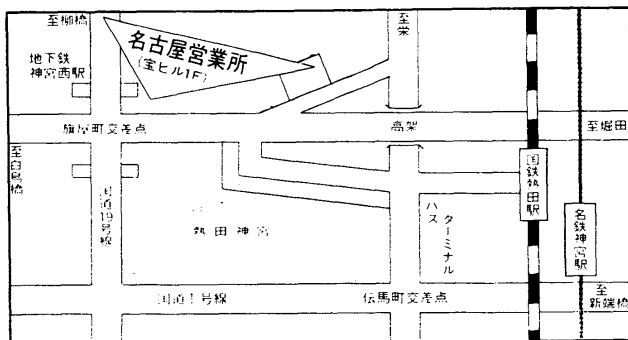 至柳橋
名古屋営業所
(宝ビル1F)
至栄
地下鉄
神宮西駅
旗屋町交差点
高架
至堀田
至白鳥橋
国道19号線
熱田神宮
バスターミナル
国鉄熱田駅
名鉄神宮駅
国道1号線
伝馬町交差点
至
新端橋